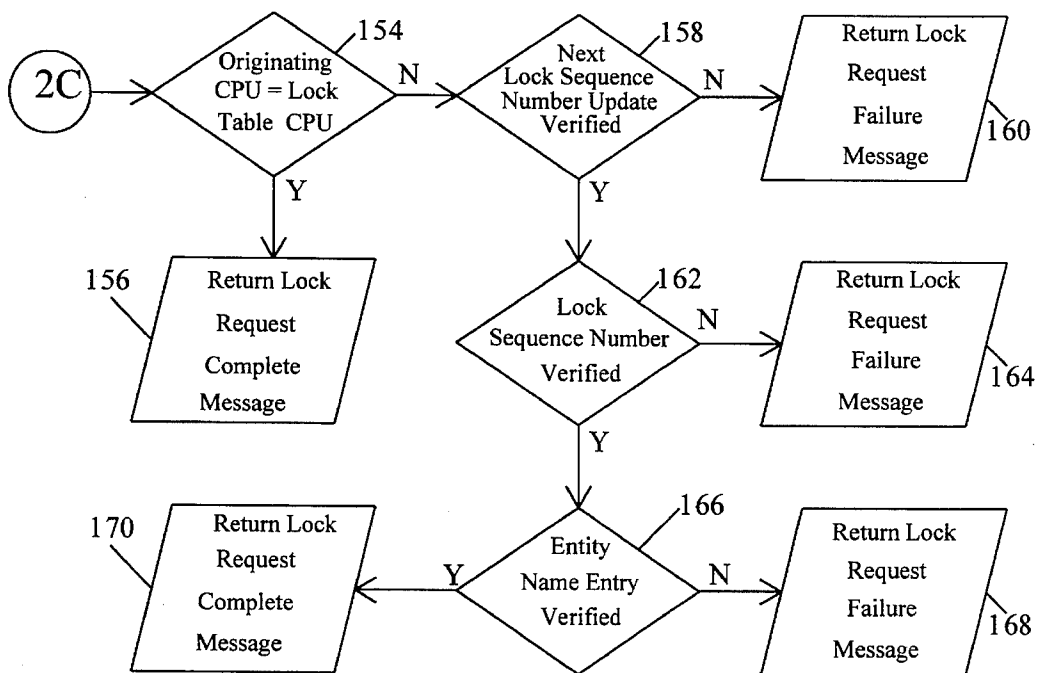 2C
154
Originating
CPU = Lock
Table CPU
N
Y
158
Next
Lock Sequence
Number Update
Verified
N
Y
Return Lock
Request
Failure
Message
160
156
Return Lock
Request
Complete
Message
162
Lock
Sequence Number
Verified
N
Y
Return Lock
Request
Failure
Message
164
170
Return Lock
Request
Complete
Message
Y
166
Entity
Name Entry
Verified
N
Return Lock
Request
Failure
Message
168